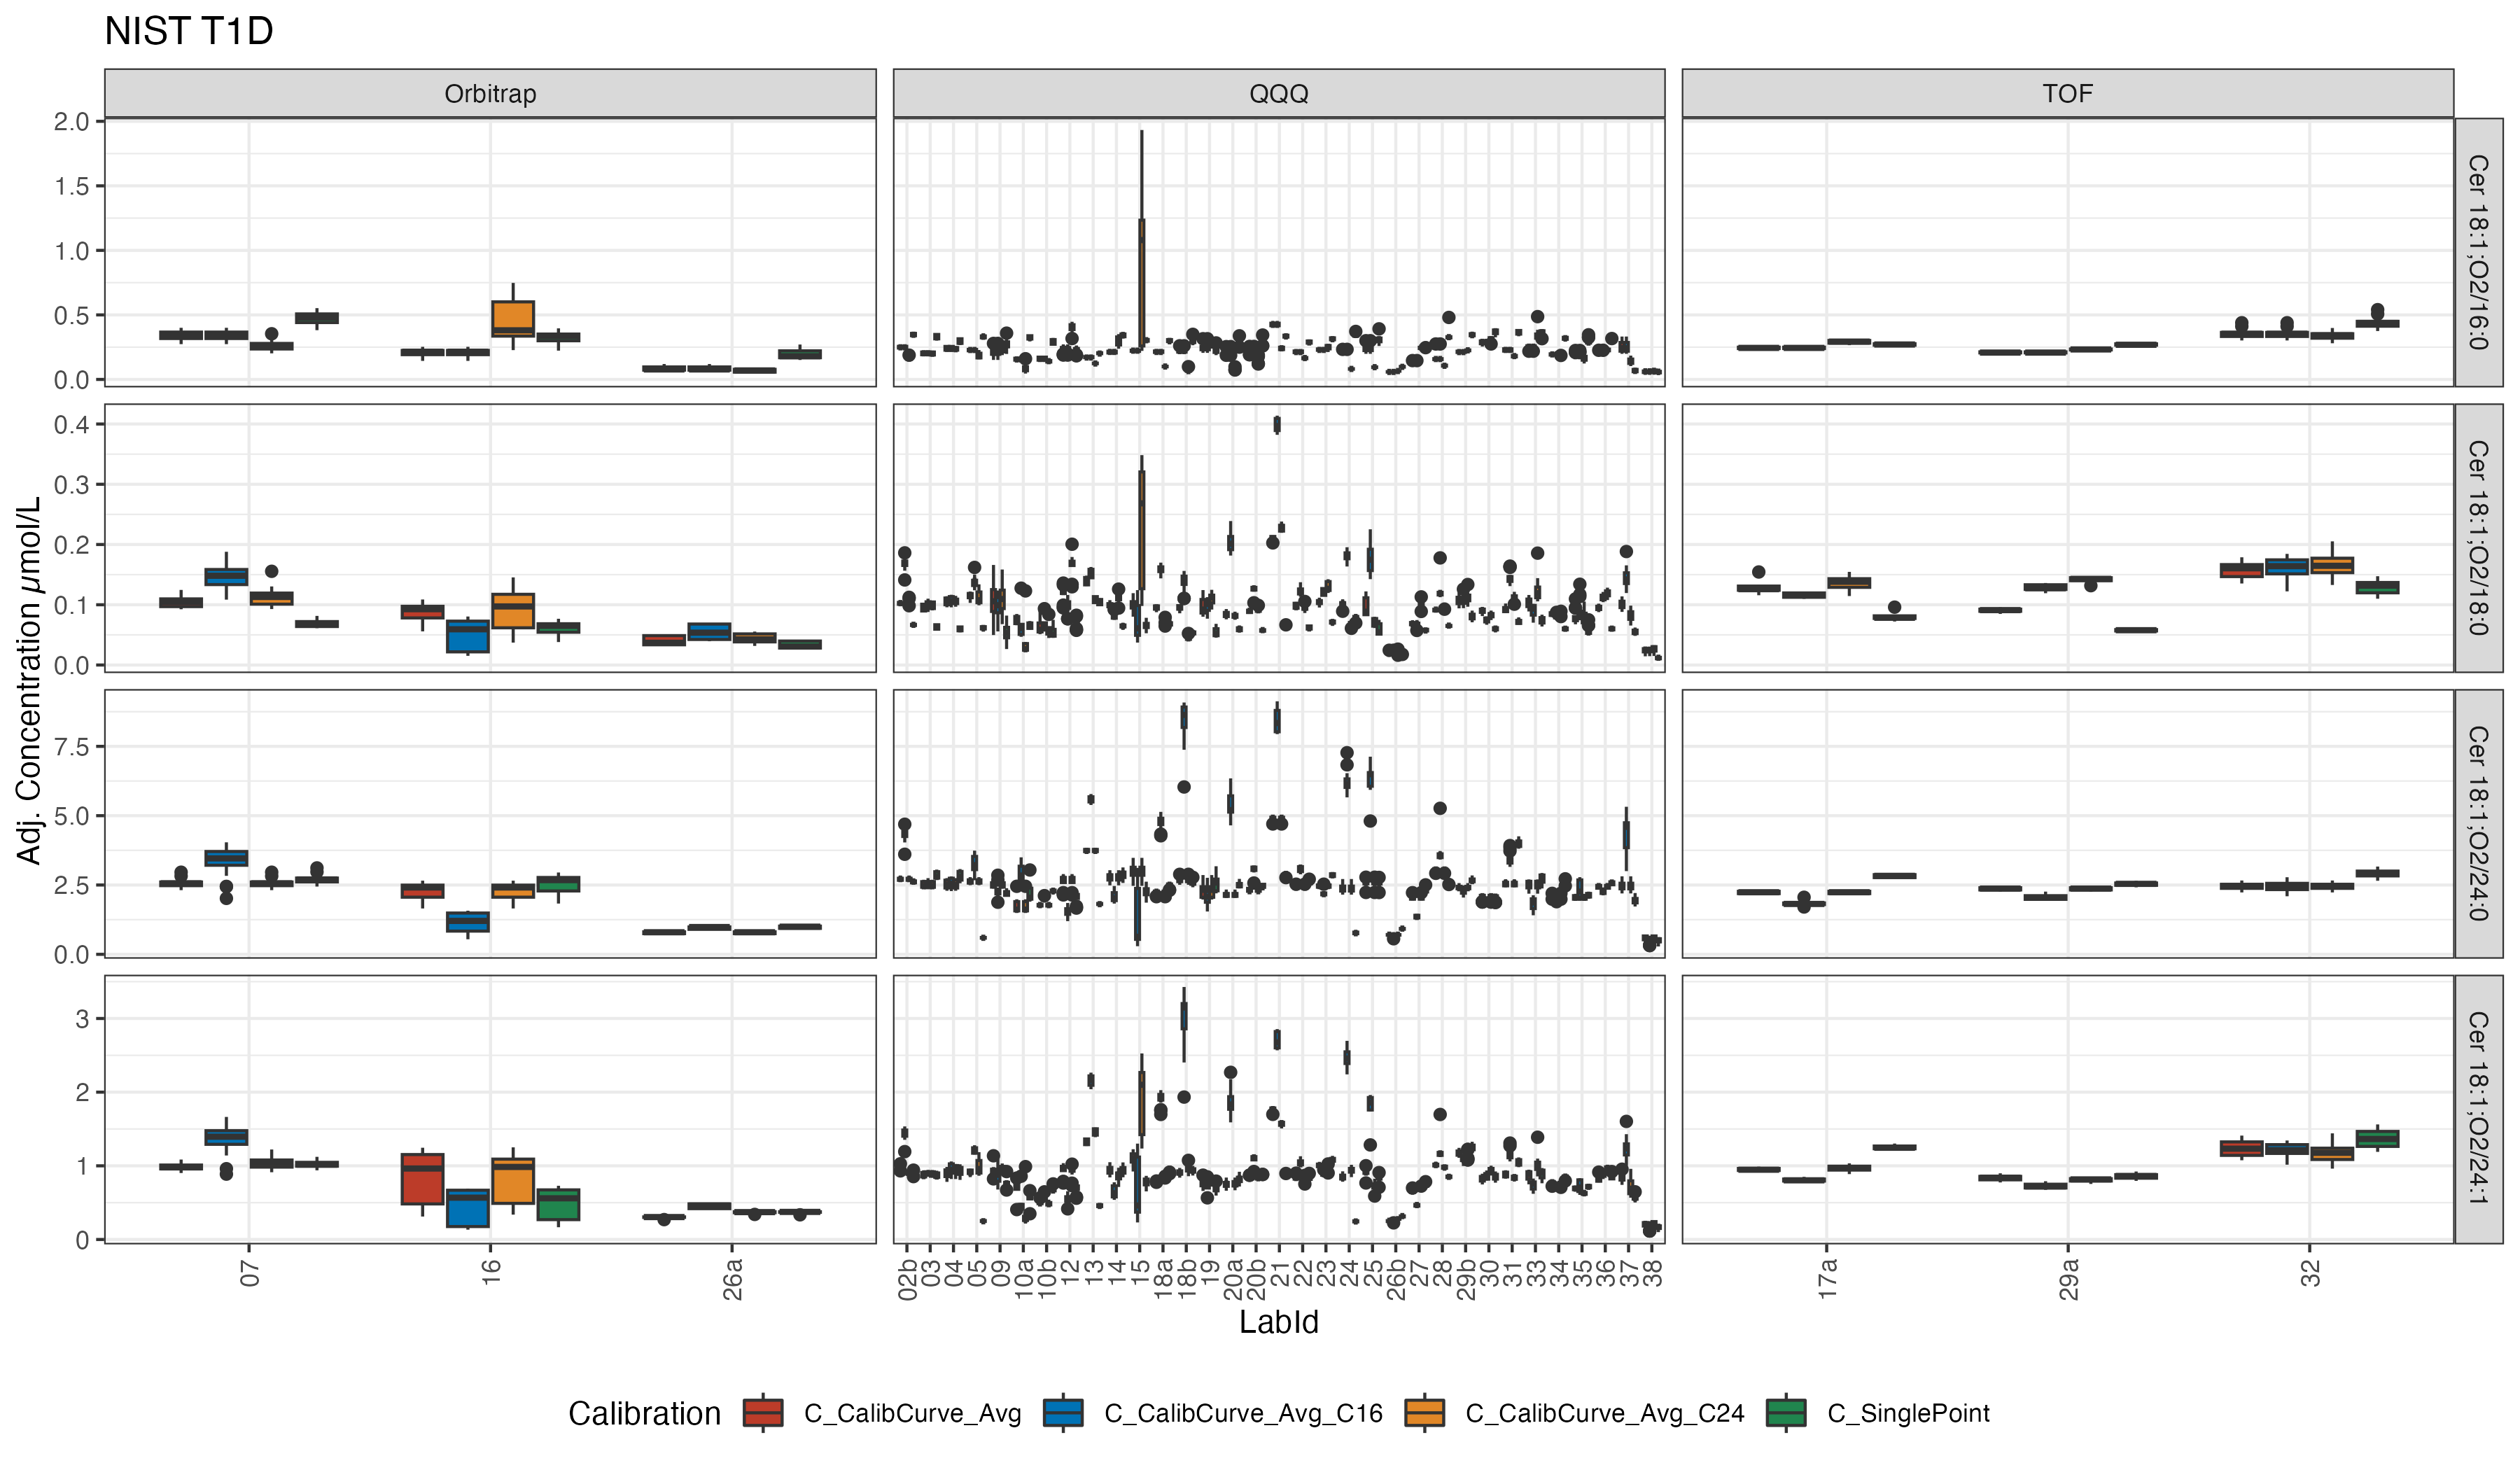 NIST T1D
Orbitrap
QQQ
TOF
2.0
1.5
1.0
0.5
0.0
Cer 18:1;O2/16:0
0.4
0.3
0.2
0.1
0.0
Cer 18:1;O2/18:0
7.5
5.0
2.5
0.0
Cer 18:1;O2/24:0
3
2
1
0
Cer 18:1;O2/24:1
Adj. Concentration µmol/L
07 16 26a
02b 03 04 05 09 10a 10b 12 13 14 15 18a 18b 19 20a 20b 21 22 23 24 25 26b 27 28 29b 30 31 33 34 35 36 37 38
17a 29a 32
LabId
Calibration C_CalibCurve_Avg C_CalibCurve_Avg_C16 C_CalibCurve_Avg_C24 C_SinglePoint